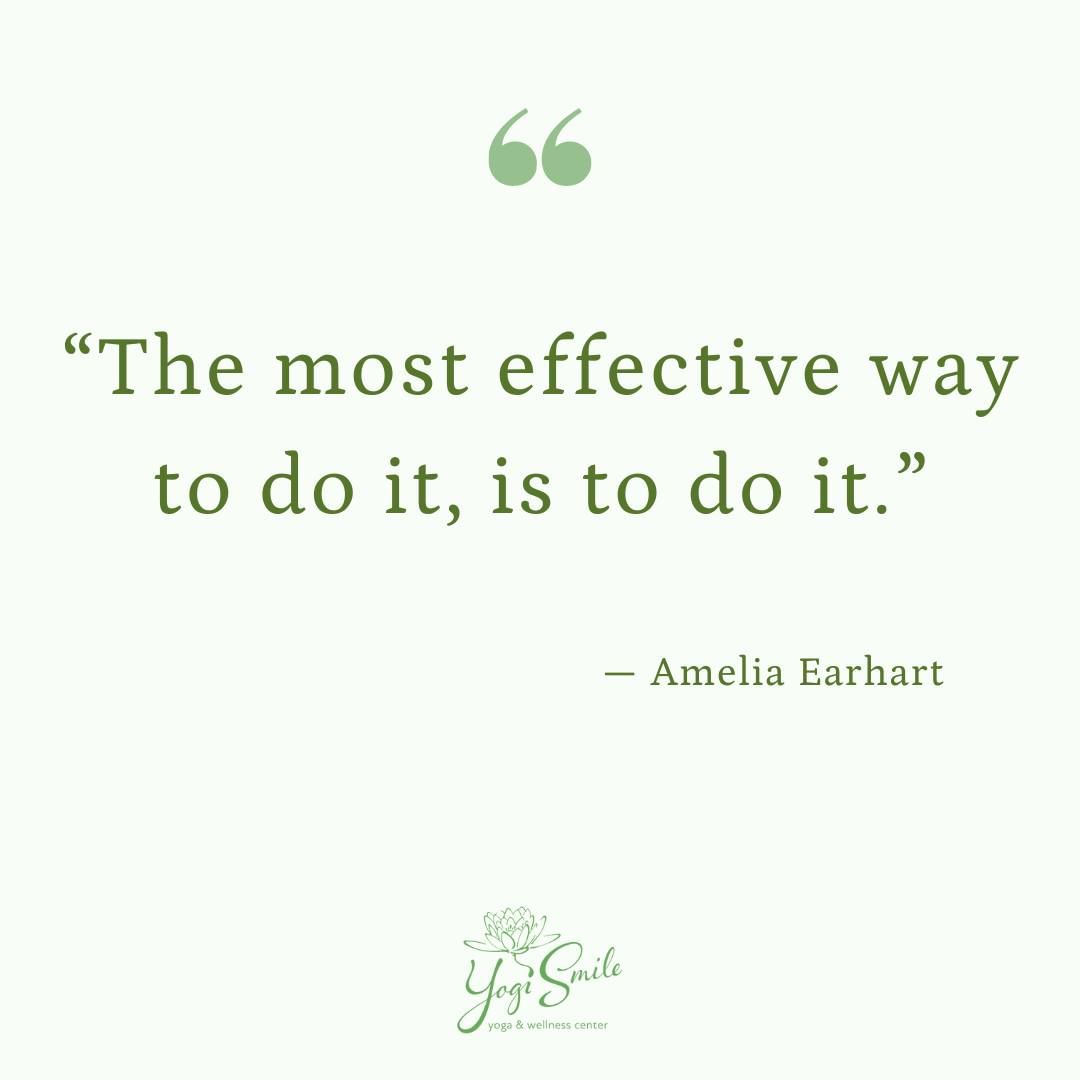 ❝
“The most effective way
to do it, is to do it.”
— Amelia Earhart
Yogi Smile
yoga & wellness center